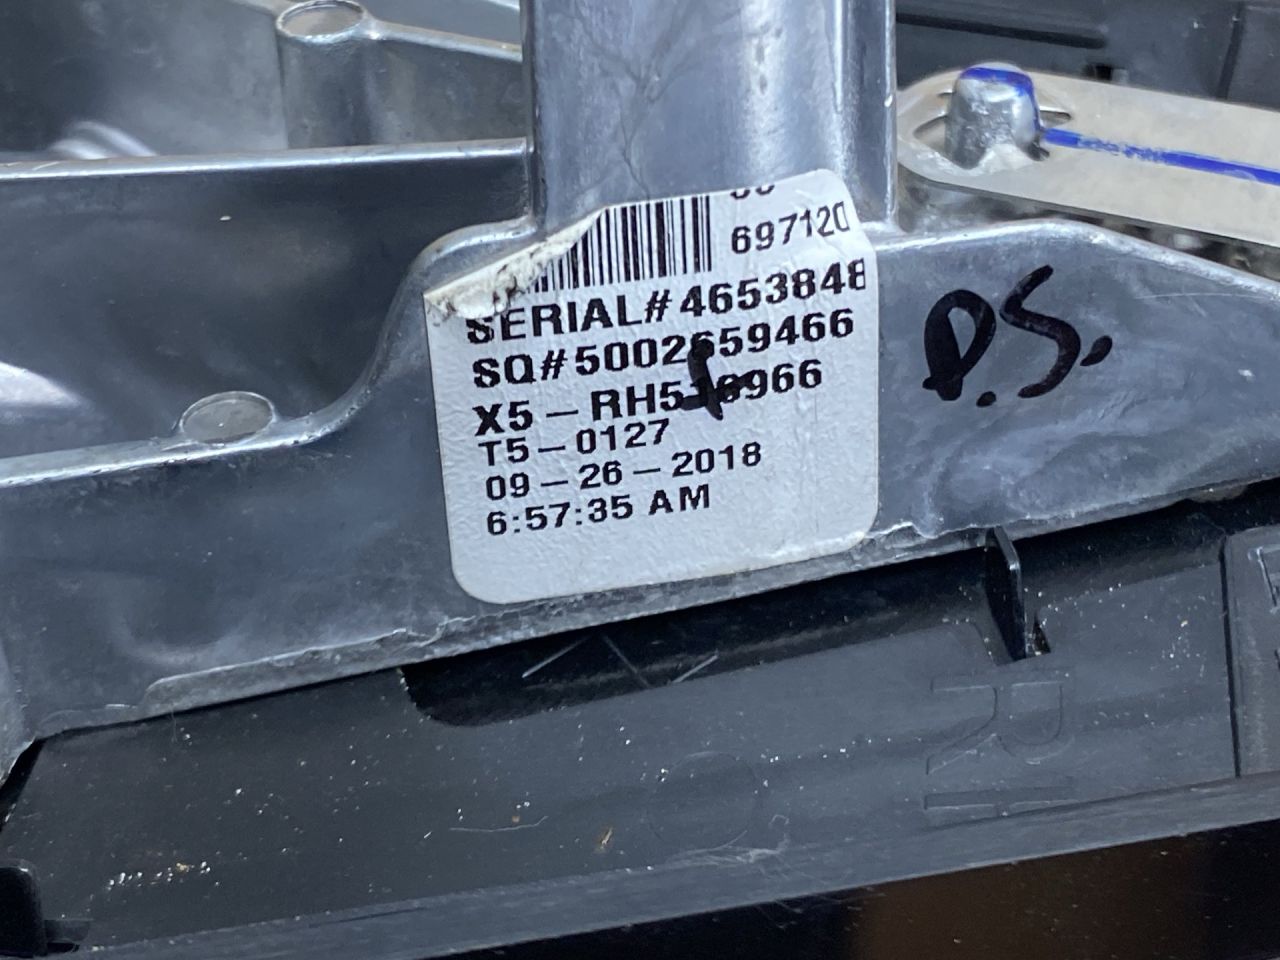 697120
SERIAL# 4653848
SQ#5002659466
T5-0127
09-26-2018
6:57:35 AM
P.S.